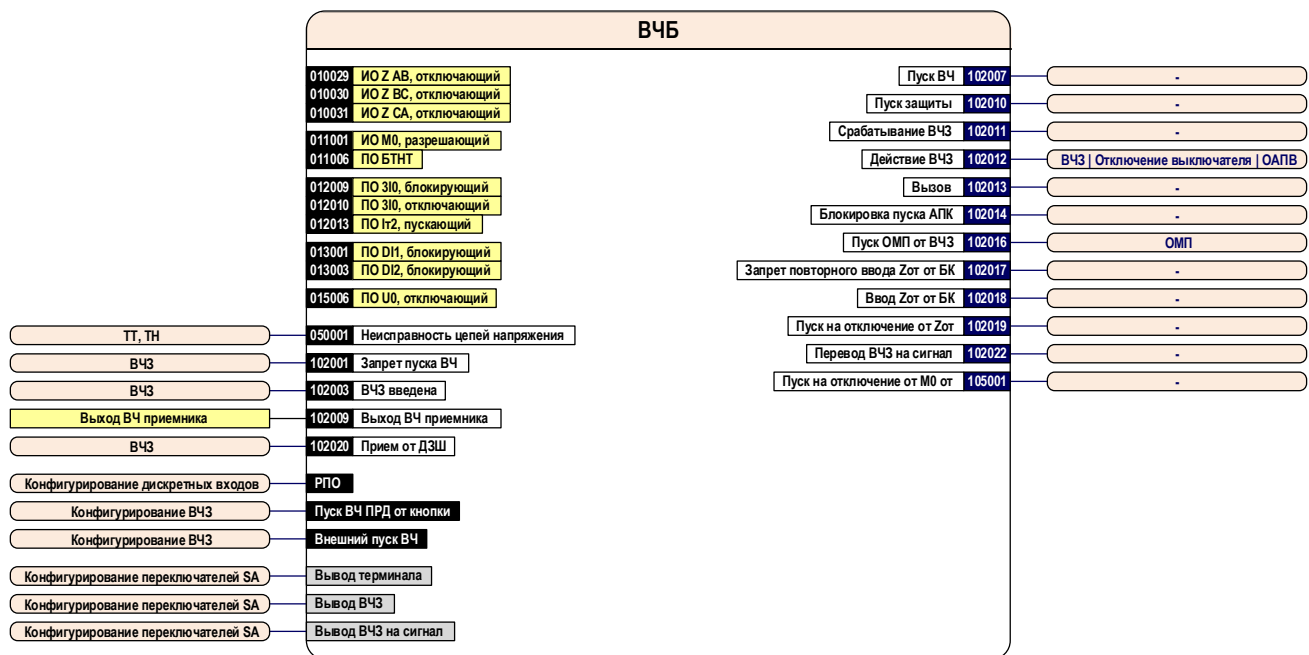 ВЧБ
010029 ИО Z AB, отключающий
010030 ИО Z BC, отключающий
010031 ИО Z CA, отключающий
011001 ИО M0, разрешающий
011006 ПО БТНТ
012009 ПО 3I0, блокирующий
012010 ПО 3I0, отключающий
012013 ПО Iт2, пускающий
013001 ПО DI1, блокирующий
013003 ПО DI2, блокирующий
015006 ПО U0, отключающий
ТТ, ТН 050001 Неисправность цепей напряжения
ВЧЗ 102001 Запрет пуска ВЧ
ВЧЗ 102003 ВЧЗ введена
Выход ВЧ приемника 102009 Выход ВЧ приемника
ВЧЗ 102020 Прием от ДЗШ
Конфигурирование дискретных входов РПО
Конфигурирование ВЧЗ Пуск ВЧ ПРД от кнопки
Конфигурирование ВЧЗ Внешний пуск ВЧ
Конфигурирование переключателей SA Вывод терминала
Конфигурирование переключателей SA Вывод ВЧЗ
Конфигурирование переключателей SA Вывод ВЧЗ на сигнал
Пуск ВЧ 102007 -
Пуск защиты 102010 -
Срабатывание ВЧЗ 102011 -
Действие ВЧЗ 102012 ВЧЗ | Отключение выключателя | ОАПВ
Вызов 102013 -
Блокировка пуска АПК 102014 -
Пуск ОМП от ВЧЗ 102016 ОМП
Запрет повторного ввода Zот от БК 102017 -
Ввод Zот от БК 102018 -
Пуск на отключение от Zот 102019 -
Перевод ВЧЗ на сигнал 102022 -
Пуск на отключение от M0 от 105001 -